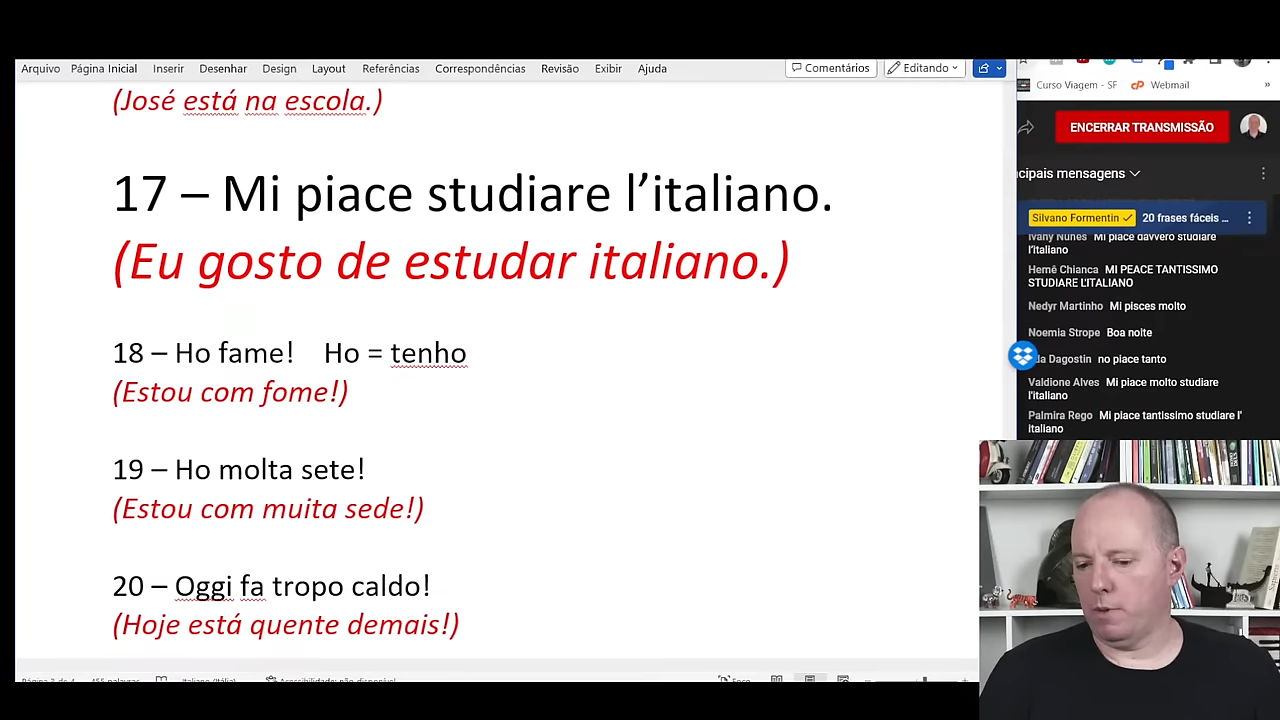 Arquivo Página Inicial Inserir Desenhar Design Layout Referências Correspondências Revisão Exibir Ajuda Comentários Editando
(José está na escola.)
17 – Mi piace studiare l’italiano.
(Eu gosto de estudar italiano.)
18 – Ho fame! Ho = tenho
(Estou com fome!)
19 – Ho molta sete!
(Estou com muita sede!)
20 – Oggi fa tropo caldo!
(Hoje está quente demais!)
Curso Viagem - SF Webmail
ENCERRAR TRANSMISSÃO
cipais mensagens
Silvano Formentin 20 frases fáceis ...
Ivany Nunes Mi piace davvero studiare
l'italiano
Hemê Chianca MI PEACE TANTISSIMO
STUDIARE L'ITALIANO
Nedyr Martinho Mi pisces molto
Noemia Strope Boa noite
Dagostin no piace tanto
Valdione Alves Mi piace molto studiare
l'italiano
Palmira Rego Mi piace tantissimo studiare l'
italiano